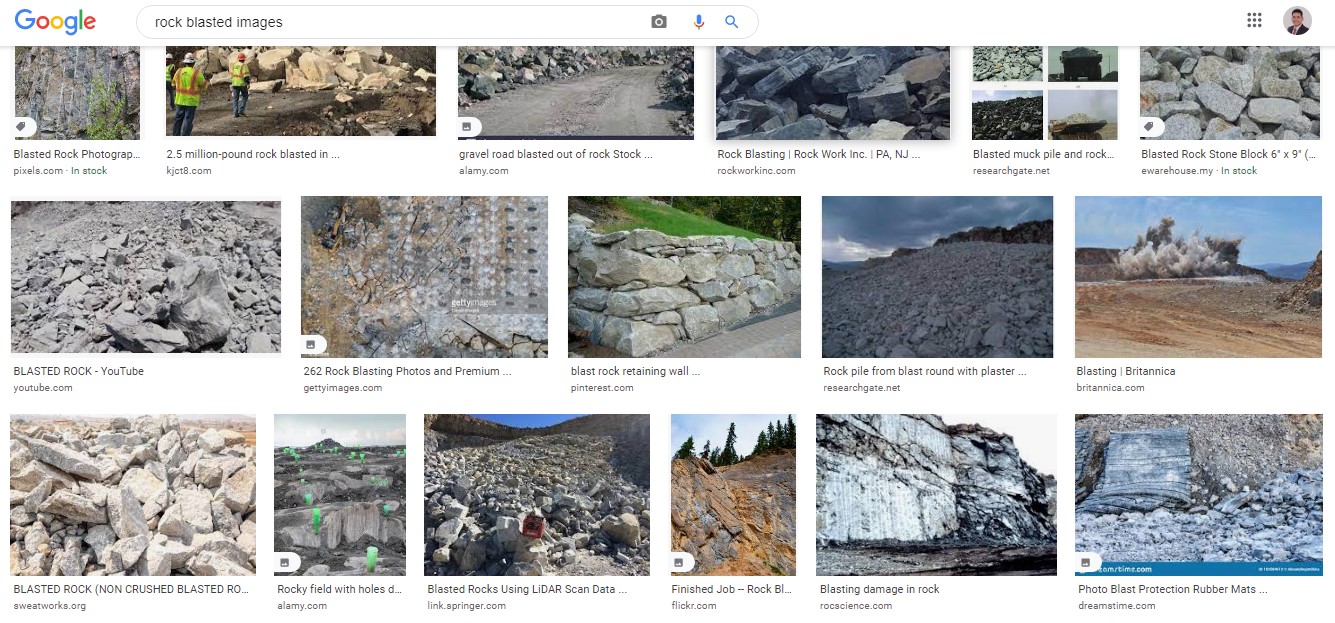 Google
rock blasted images
Blasted Rock Photograp...
pixels.com · In stock
2.5 million-pound rock blasted in ...
kjct8.com
gravel road blasted out of rock Stock ...
alamy.com
Rock Blasting | Rock Work Inc. | PA, NJ ...
rockworkinc.com
Blasted muck pile and rock...
researchgate.net
Blasted Rock Stone Block 6" x 9" (...
ewarehouse.my · In stock
gettyimages
BLASTED ROCK - YouTube
youtube.com
262 Rock Blasting Photos and Premium ...
gettyimages.com
blast rock retaining wall ...
pinterest.com
Rock pile from blast round with plaster ...
researchgate.net
Blasting | Britannica
britannica.com
eamstime.com
BLASTED ROCK (NON CRUSHED BLASTED RO...
sweatworks.org
Rocky field with holes d...
alamy.com
Blasted Rocks Using LiDAR Scan Data ...
link.springer.com
Finished Job -- Rock Bl...
flickr.com
Blasting damage in rock
rocscience.com
Photo Blast Protection Rubber Mats ...
dreamstime.com